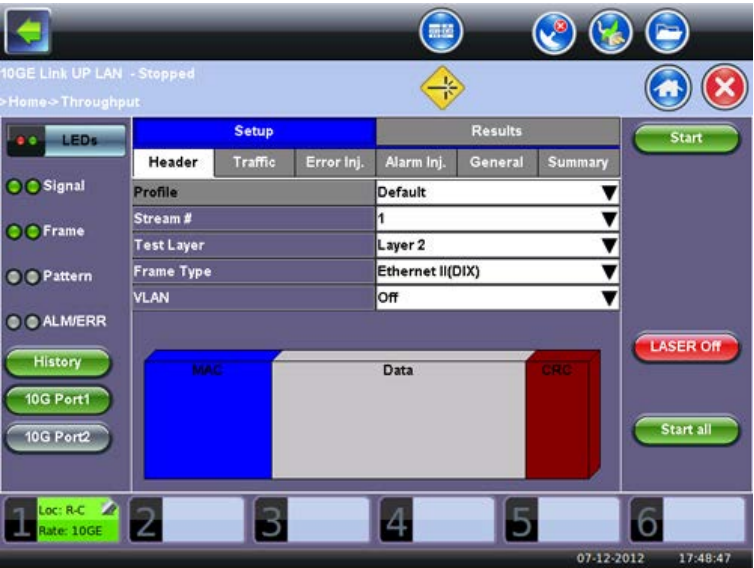 10GE Link UP LAN - Stopped
>Home->Throughput
LEDs
Signal
Frame
Pattern
ALM/ERR
History
10G Port1
10G Port2
Setup
Results
Header
Traffic
Error Inj.
Alarm Inj.
General
Summary
Profile
Default
Stream #
1
Test Layer
Layer 2
Frame Type
Ethernet II(DIX)
VLAN
Off
MAC
Data
CRC
Start
LASER Off
Start all
1
Loc: R-C
Rate: 10GE
2
3
4
5
6
07-12-2012 17:48:47